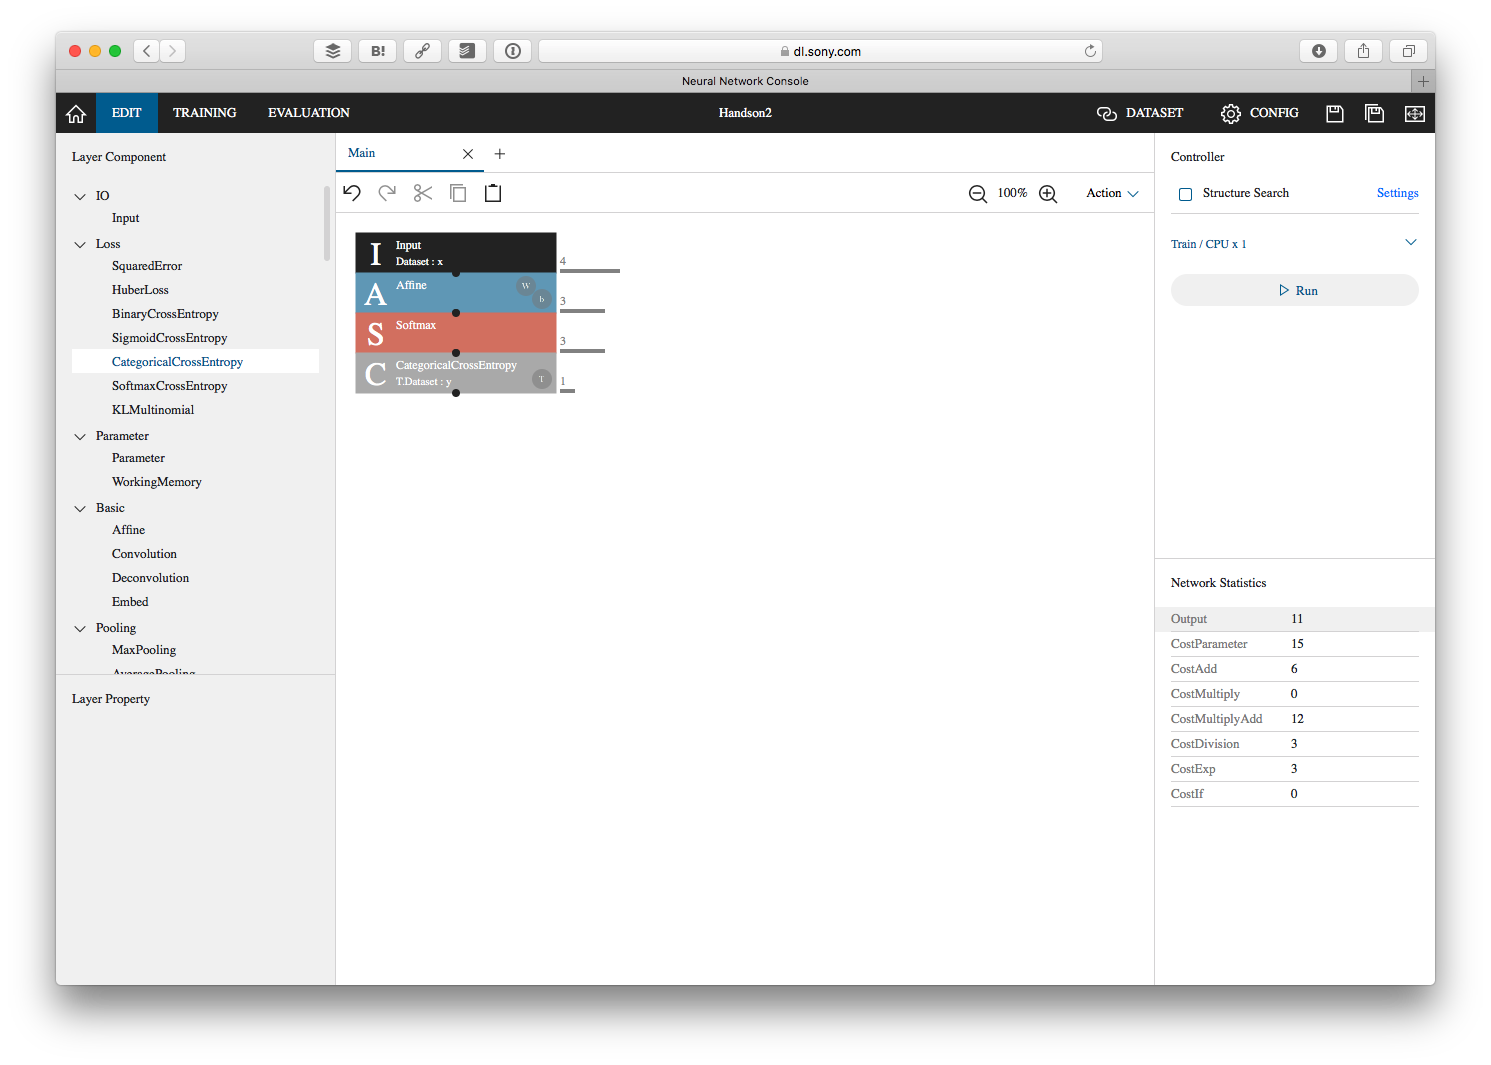 B!
dl.sony.com
Neural Network Console
EDIT
TRAINING
EVALUATION
Handson2
DATASET
CONFIG
Layer Component
IO
Input
Loss
SquaredError
HuberLoss
BinaryCrossEntropy
SigmoidCrossEntropy
CategoricalCrossEntropy
SoftmaxCrossEntropy
KLMultinomial
Parameter
Parameter
WorkingMemory
Basic
Affine
Convolution
Deconvolution
Embed
Pooling
MaxPooling
AveragePooling
Layer Property
Main
100%
Action
I
Input
Dataset : x
4
A
Affine
W
b
3
S
Softmax
3
C
CategoricalCrossEntropy
T.Dataset : y
T
1
Controller
Structure Search
Settings
Train / CPU x 1
Run
Network Statistics
Output 11
CostParameter 15
CostAdd 6
CostMultiply 0
CostMultiplyAdd 12
CostDivision 3
CostExp 3
CostIf 0